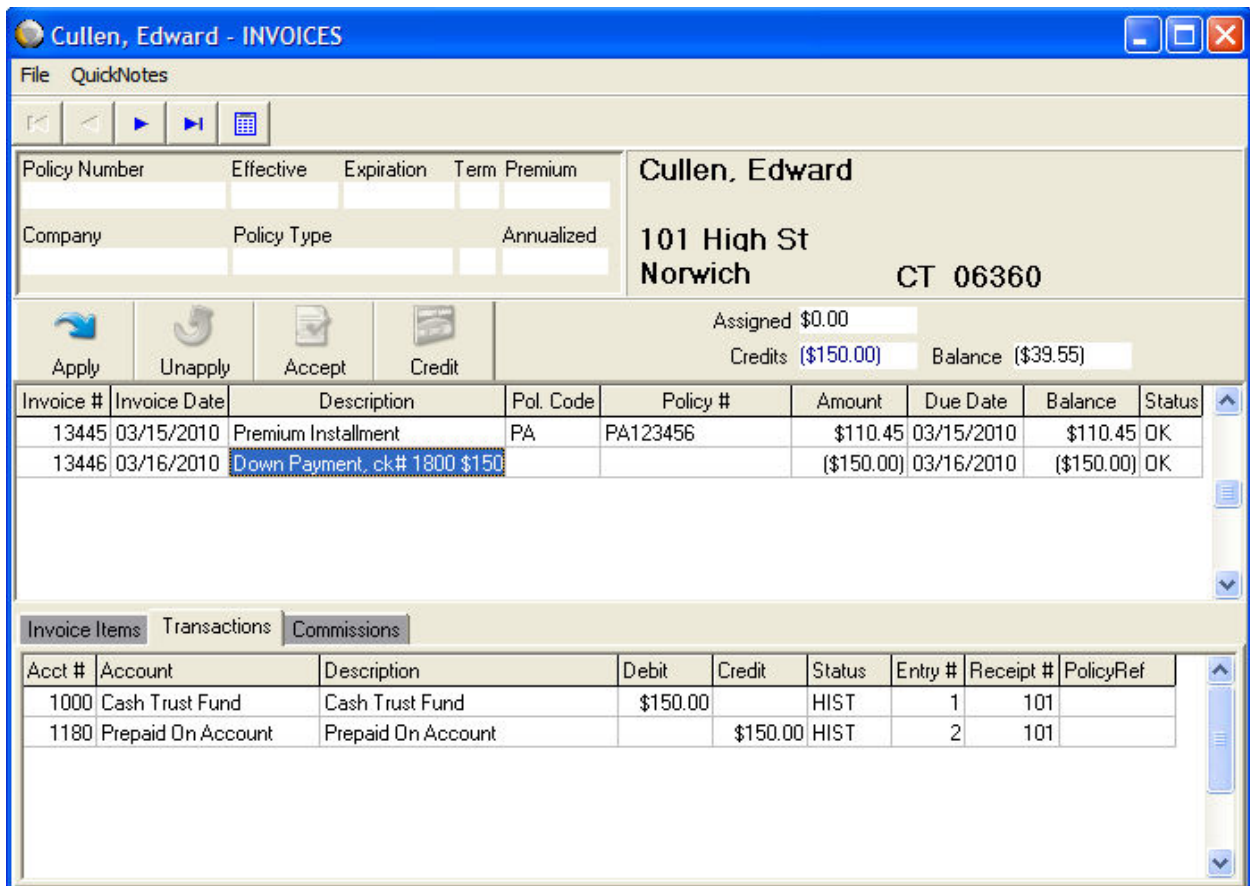 Cullen, Edward - INVOICES
File QuickNotes
Policy Number Effective Expiration Term Premium
Company Policy Type Annualized
Cullen, Edward
101 High St
Norwich CT 06360
Apply Unapply Accept Credit
Assigned $0.00
Credits ($150.00) Balance ($39.55)
Invoice # Invoice Date Description Pol. Code Policy # Amount Due Date Balance Status
13445 03/15/2010 Premium Installment PA PA123456 $110.45 03/15/2010 $110.45 OK
13446 03/16/2010 Down Payment, ck# 1800 $150 ($150.00) 03/16/2010 ($150.00) OK
Invoice Items Transactions Commissions
Acct # Account Description Debit Credit Status Entry # Receipt # PolicyRef
1000 Cash Trust Fund Cash Trust Fund $150.00 HIST 1 101
1180 Prepaid On Account Prepaid On Account $150.00 HIST 2 101